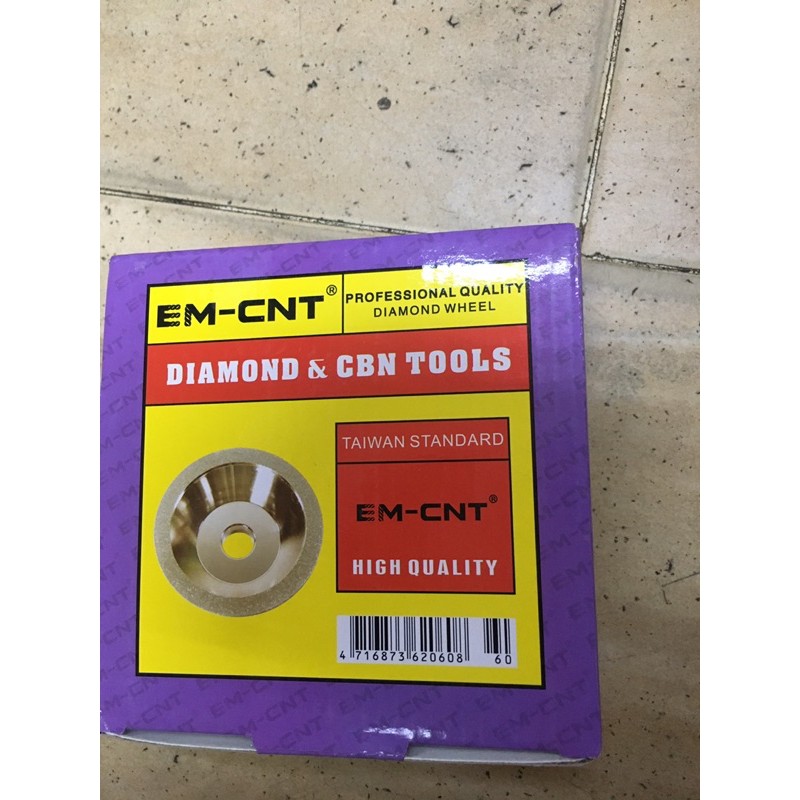 EM-CNT®
PROFESSIONAL QUALITY
DIAMOND WHEEL
DIAMOND & CBN TOOLS
TAIWAN STANDARD
EM-CNT®
HIGH QUALITY
4 716873 620608 60